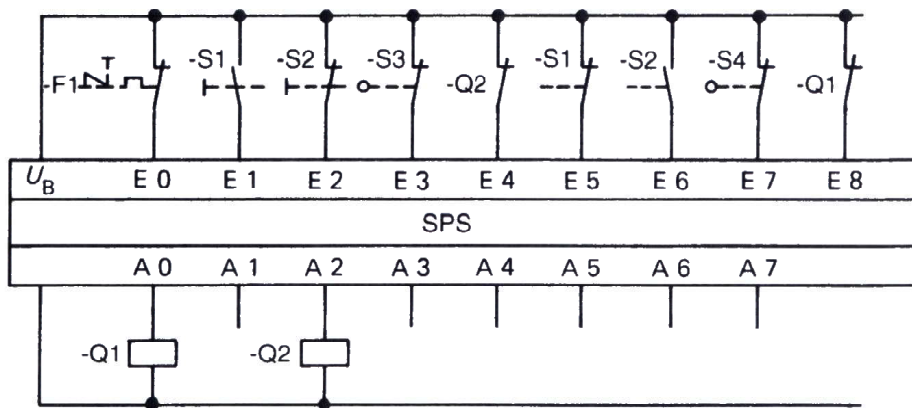 -S1 -S2 -S3 -S1 -S2 -S4
-F1 -Q2 -Q1
UB E 0 E 1 E 2 E 3 E 4 E 5 E 6 E 7 E 8
SPS
A 0 A 1 A 2 A 3 A 4 A 5 A 6 A 7
-Q1 -Q2